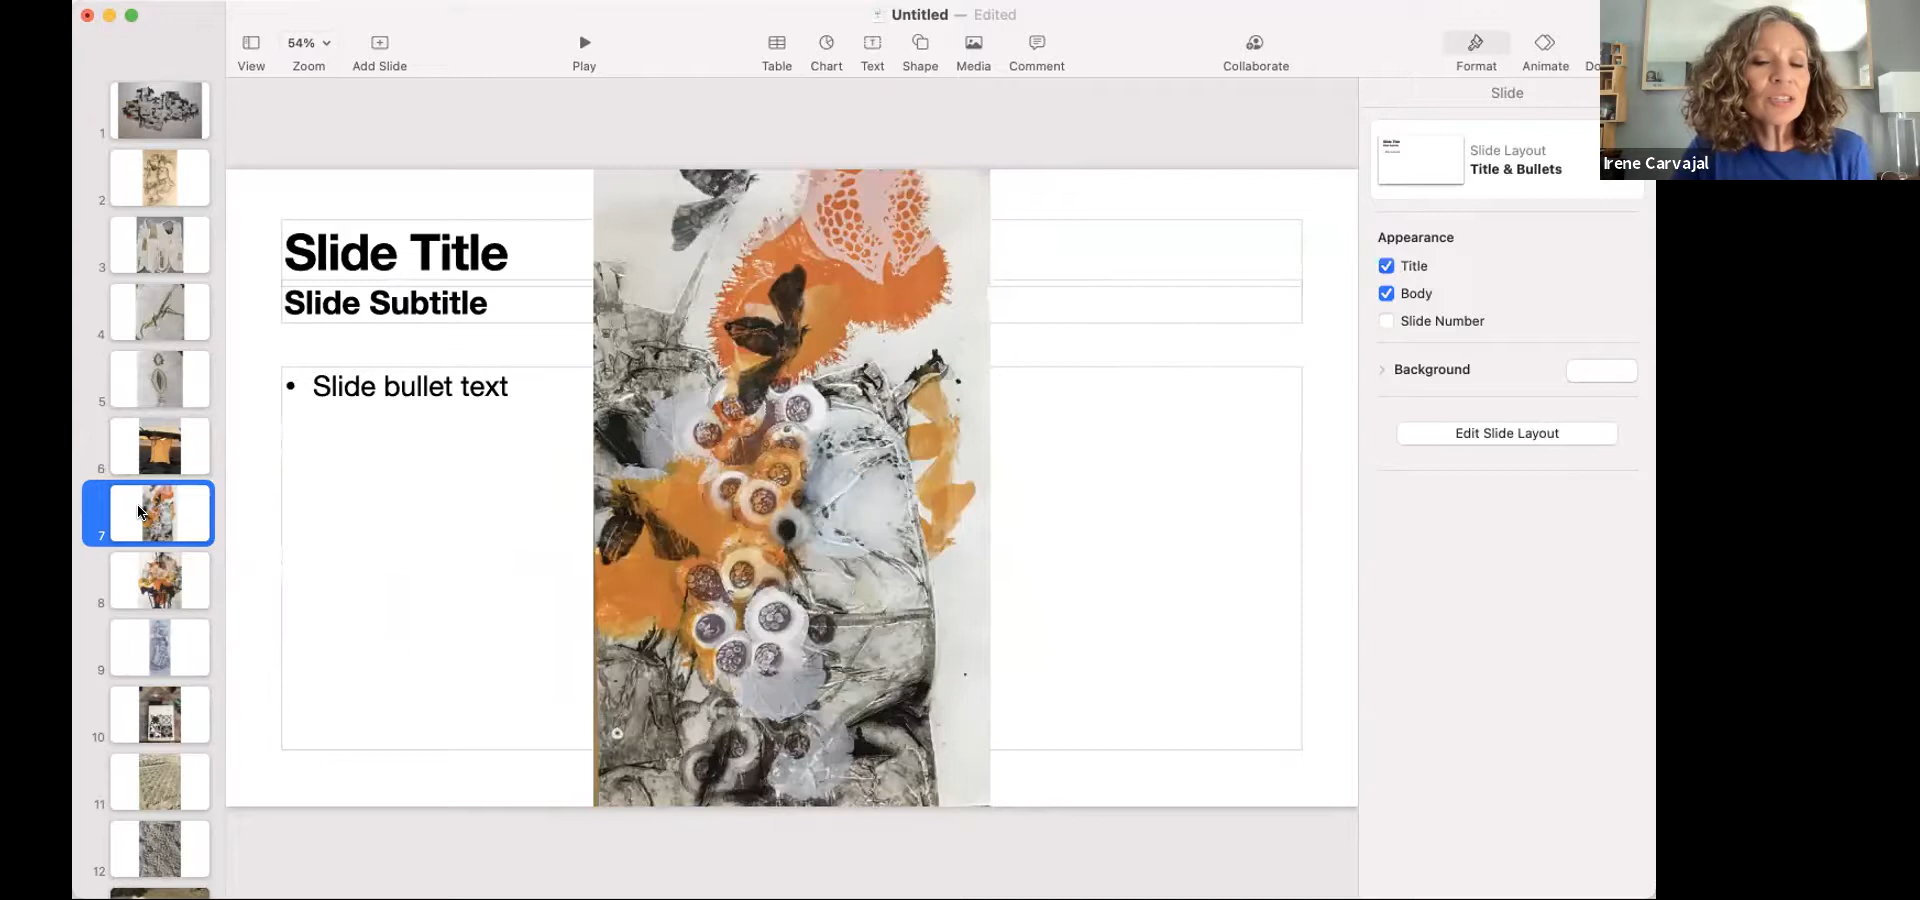 Untitled — Edited
54%
View
Zoom
Add Slide
Play
Table
Chart
Text
Shape
Media
Comment
Collaborate
Format
Animate
Do
Slide
Slide Layout
Title & Bullets
Irene Carvajal
Appearance
Title
Body
Slide Number
Background
Edit Slide Layout
1
2
3
4
5
6
7
8
9
10
11
12
Slide Title
Slide Subtitle
• Slide bullet text